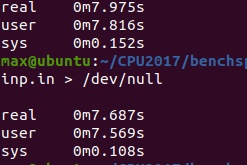 real 0m7.975s
user 0m7.816s
sys 0m0.152s
max@ubuntu:~/CPU2017/benchsp
inp.in > /dev/null
real 0m7.687s
user 0m7.569s
sys 0m0.108s